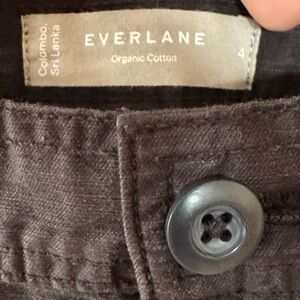 Colombo,
Sri Lanka
EVERLANE
Organic Cotton
4